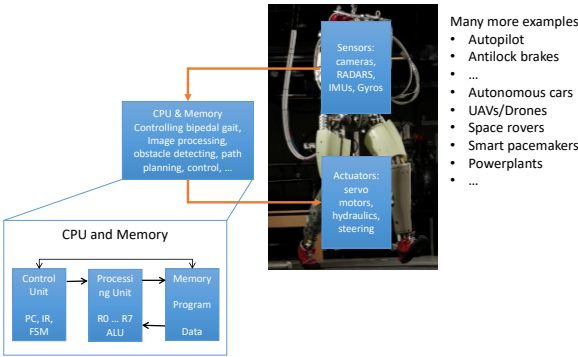 Sensors:
cameras,
RADARS,
IMUs, Gyros
CPU & Memory
Controlling bipedal gait,
Image processing,
obstacle detecting, path
planning, control, ...
Actuators:
servo
motors,
hydraulics,
steering
Many more examples
• Autopilot
• Antilock brakes
• ...
• Autonomous cars
• UAVs/Drones
• Space rovers
• Smart pacemakers
• Powerplants
• ...
CPU and Memory
Control
Unit
PC, IR,
FSM
Process
ing Unit
R0 ... R7
ALU
Memory
Program
Data